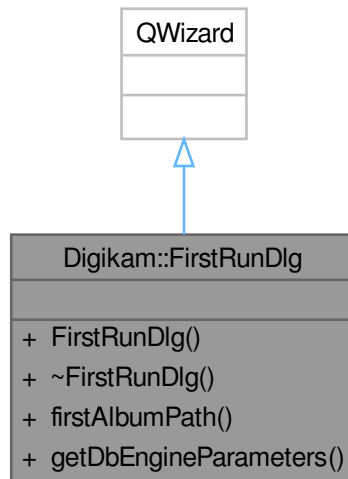 QWizard
Digikam::FirstRunDlg
+ FirstRunDlg()
+ ~FirstRunDlg()
+ firstAlbumPath()
+ getDbEngineParameters()